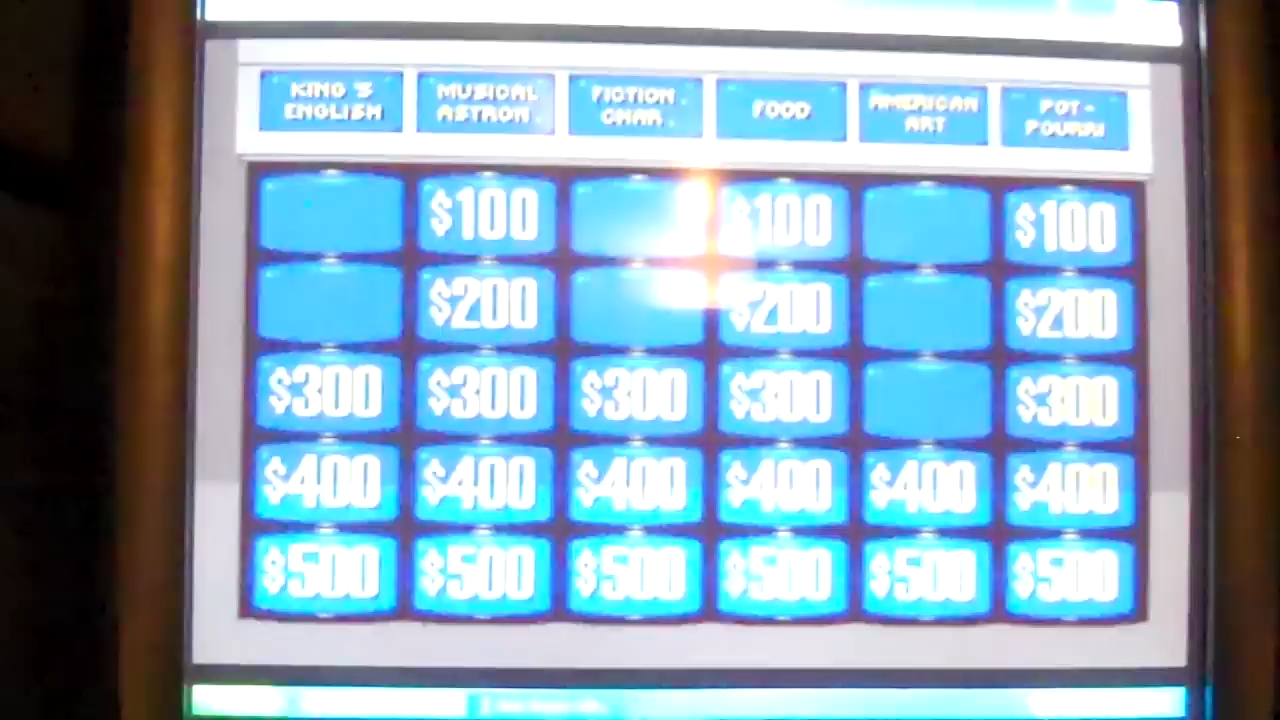 KING'S ENGLISH
MUSICAL ASTRON.
FICTION CHAR.
FOOD
AMERICAN ART
POT-POURRI
$100 $100 $100
$200 $200 $200
$300 $300 $300 $300 $300
$400 $400 $400 $400 $400 $400
$500 $500 $500 $500 $500 $500